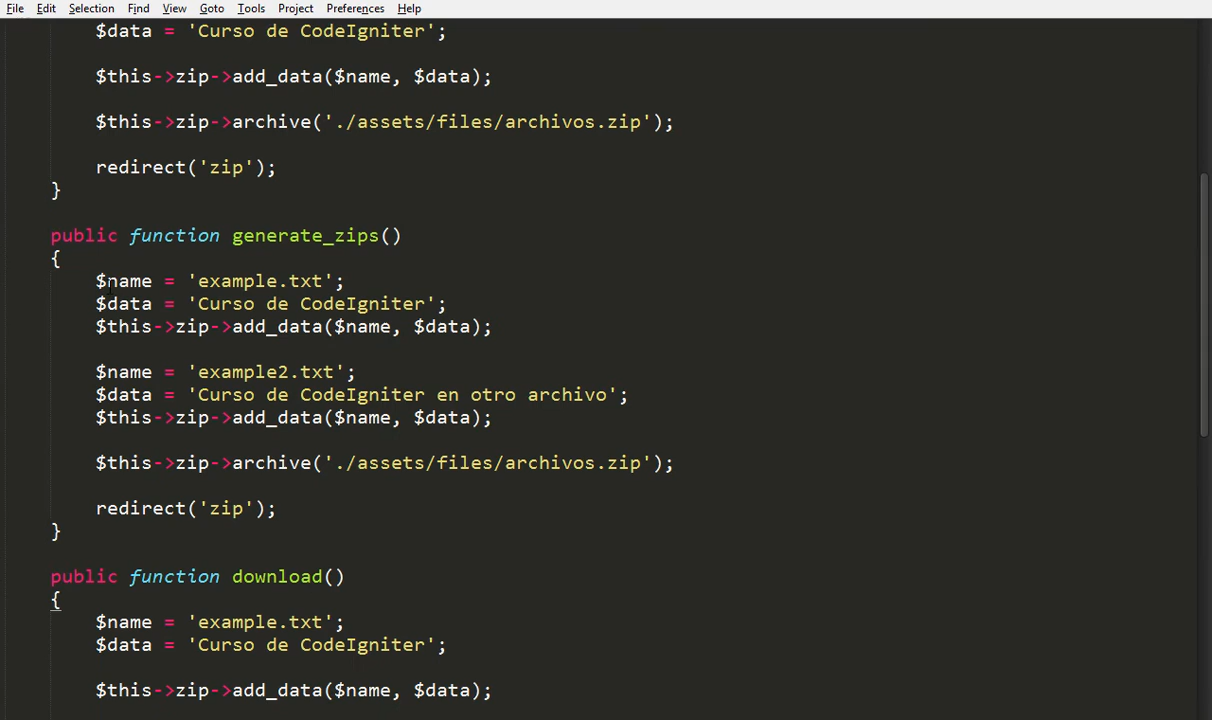 File Edit Selection Find View Goto Tools Project Preferences Help
$data = 'Curso de CodeIgniter';
$this->zip->add_data($name, $data);
$this->zip->archive('./assets/files/archivos.zip');
redirect('zip');
}
public function generate_zips()
{
$name = 'example.txt';
$data = 'Curso de CodeIgniter';
$this->zip->add_data($name, $data);
$name = 'example2.txt';
$data = 'Curso de CodeIgniter en otro archivo';
$this->zip->add_data($name, $data);
$this->zip->archive('./assets/files/archivos.zip');
redirect('zip');
}
public function download()
{
$name = 'example.txt';
$data = 'Curso de CodeIgniter';
$this->zip->add_data($name, $data);